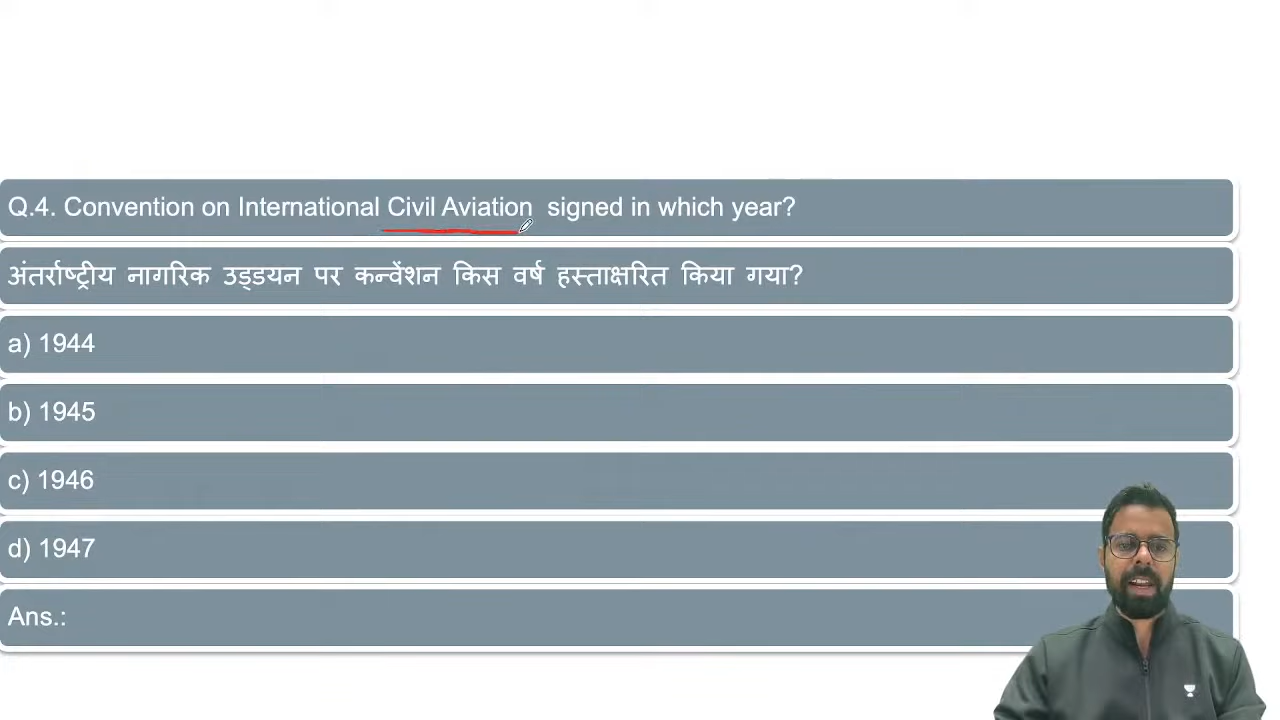 Q.4. Convention on International Civil Aviation signed in which year?
अंतर्राष्ट्रीय नागरिक उड्डयन पर कन्वेंशन किस वर्ष हस्ताक्षरित किया गया?
a) 1944
b) 1945
c) 1946
d) 1947
Ans.: